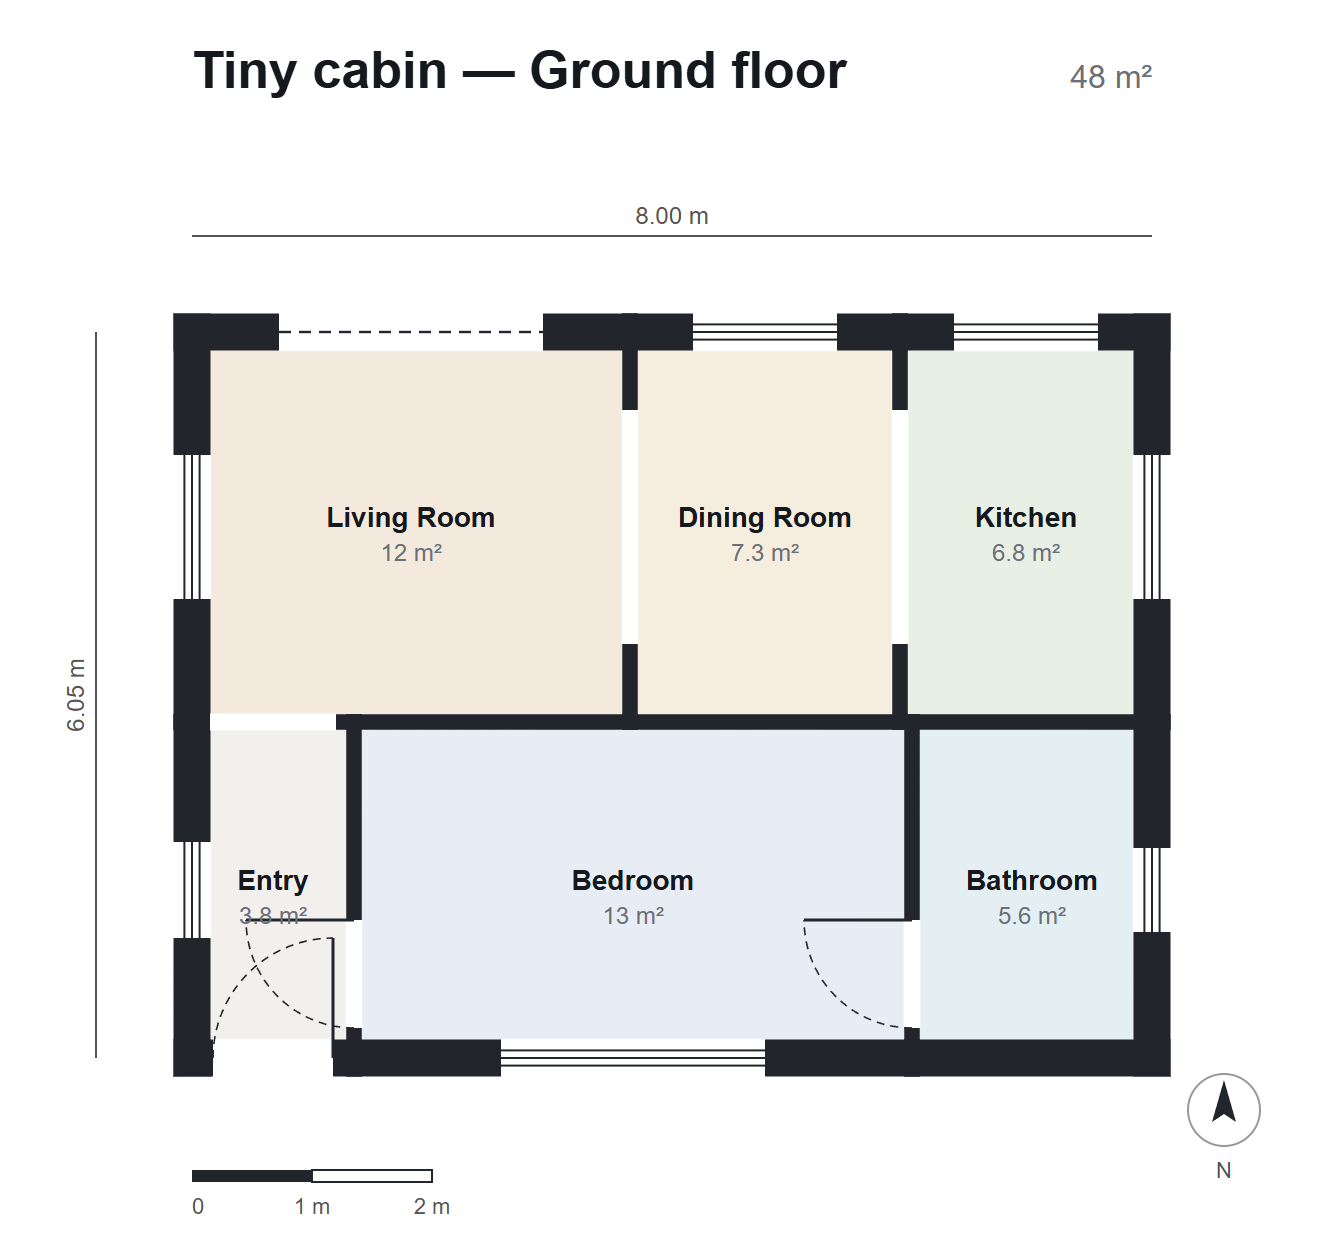 Tiny cabin — Ground floor
48 m²
8.00 m
6.05 m
Living Room
12 m²
Dining Room
7.3 m²
Kitchen
6.8 m²
Entry
3.8 m²
Bedroom
13 m²
Bathroom
5.6 m²
N
0
1 m
2 m